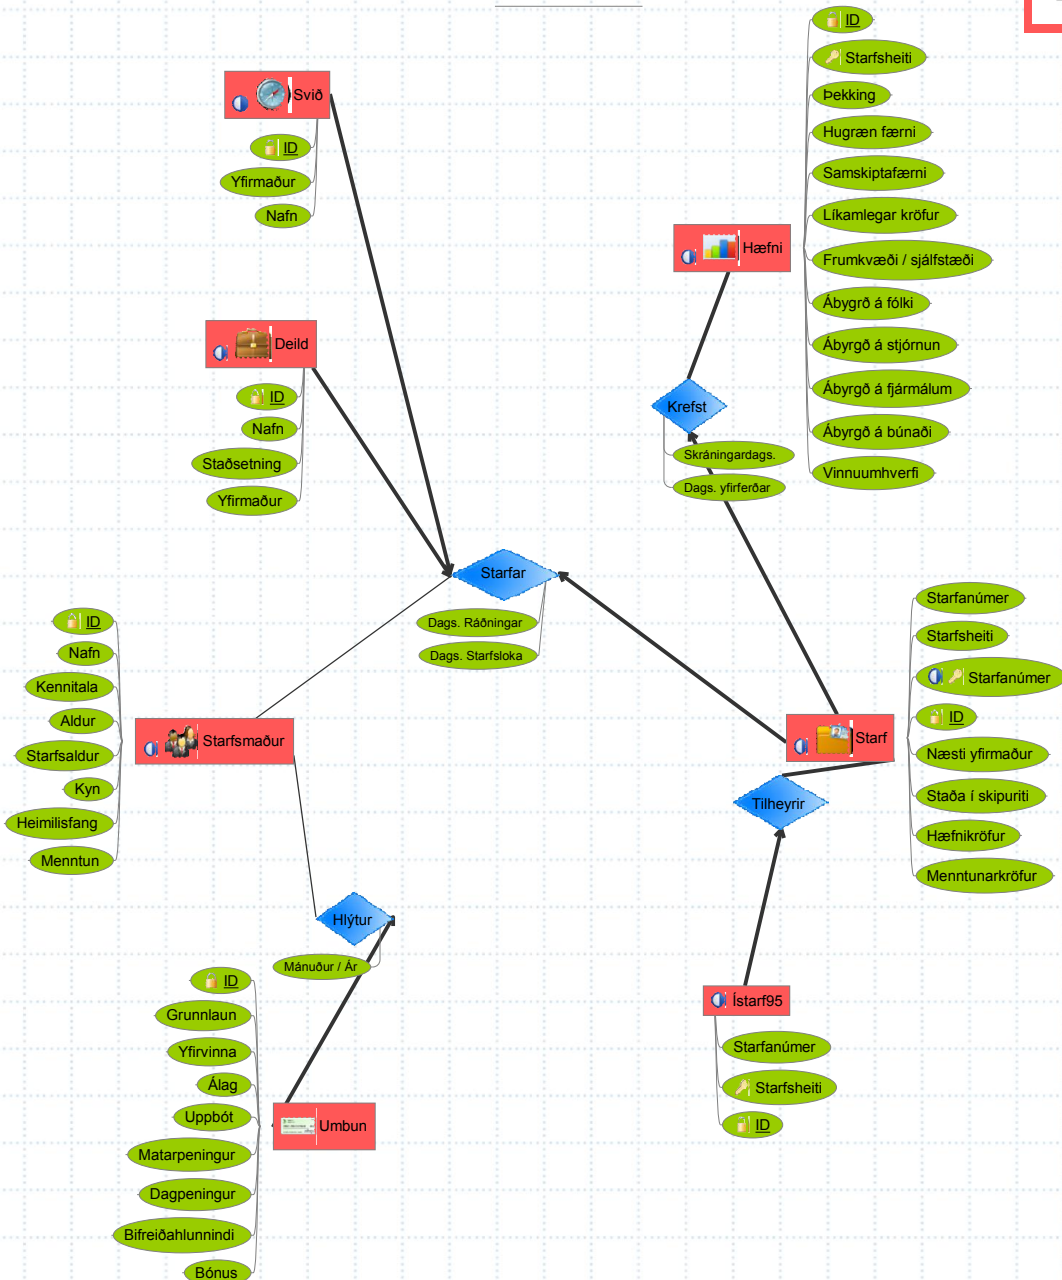 Svið
ID
Yfirmaður
Nafn
Deild
ID
Nafn
Staðsetning
Yfirmaður
Hæfni
ID
Starfsheiti
Þekking
Hugræn færni
Samskiptafærni
Líkamlegar kröfur
Frumkvæði / sjálfstæði
Ábygrð á fólki
Ábyrgð á stjórnun
Ábyrgð á fjármálum
Ábyrgð á búnaði
Vinnuumhverfi
Krefst
Skráningardags.
Dags. yfirferðar
Starfar
Dags. Ráðningar
Dags. Starfsloka
Starfsmaður
ID
Nafn
Kennitala
Aldur
Starfsaldur
Kyn
Heimilisfang
Menntun
Starf
Starfanúmer
Starfsheiti
Starfanúmer
ID
Næsti yfirmaður
Staða í skipuriti
Hæfnikröfur
Menntunarkröfur
Tilheyrir
Hlýtur
Mánuður / Ár
Ístarf95
Starfanúmer
Starfsheiti
ID
Umbun
ID
Grunnlaun
Yfirvinna
Álag
Uppbót
Matarpeningur
Dagpeningur
Bifreiðahlunnindi
Bónus